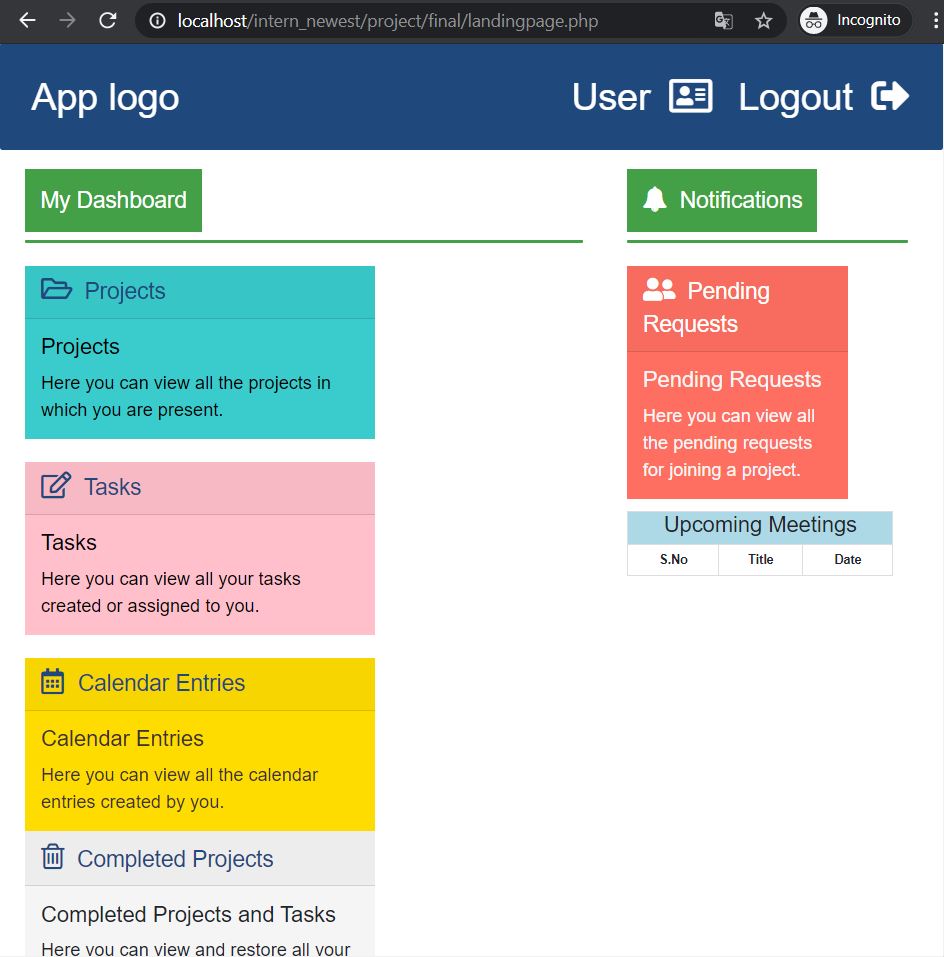 localhost/intern_newest/project/final/landingpage.php
Incognito
App logo
User
Logout
My Dashboard
Notifications
Projects
Projects
Here you can view all the projects in
which you are present.
Tasks
Tasks
Here you can view all your tasks
created or assigned to you.
Calendar Entries
Calendar Entries
Here you can view all the calendar
entries created by you.
Completed Projects
Completed Projects and Tasks
Here you can view and restore all your
Pending
Requests
Pending Requests
Here you can view all
the pending requests
for joining a project.
Upcoming Meetings
S.No Title Date